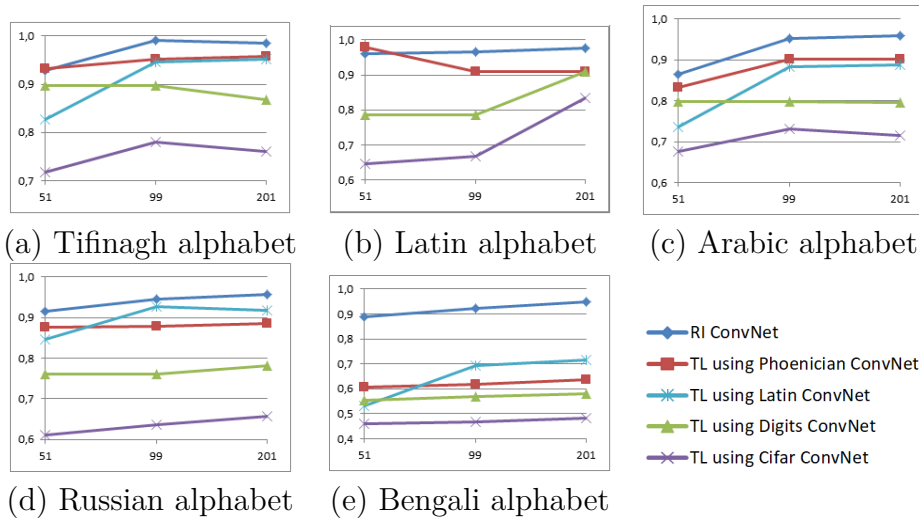 1,0
0,9
0,8
0,7
51 99 201
(a) Tifinagh alphabet
1,0
0,9
0,8
0,7
0,6
51 99 201
(b) Latin alphabet
1,0
0,9
0,8
0,7
0,6
51 99 201
(c) Arabic alphabet
1,0
0,9
0,8
0,7
0,6
51 99 201
(d) Russian alphabet
1,0
0,9
0,8
0,7
0,6
0,5
0,4
51 99 201
(e) Bengali alphabet
RI ConvNet
TL using Phoenician ConvNet
TL using Latin ConvNet
TL using Digits ConvNet
TL using Cifar ConvNet